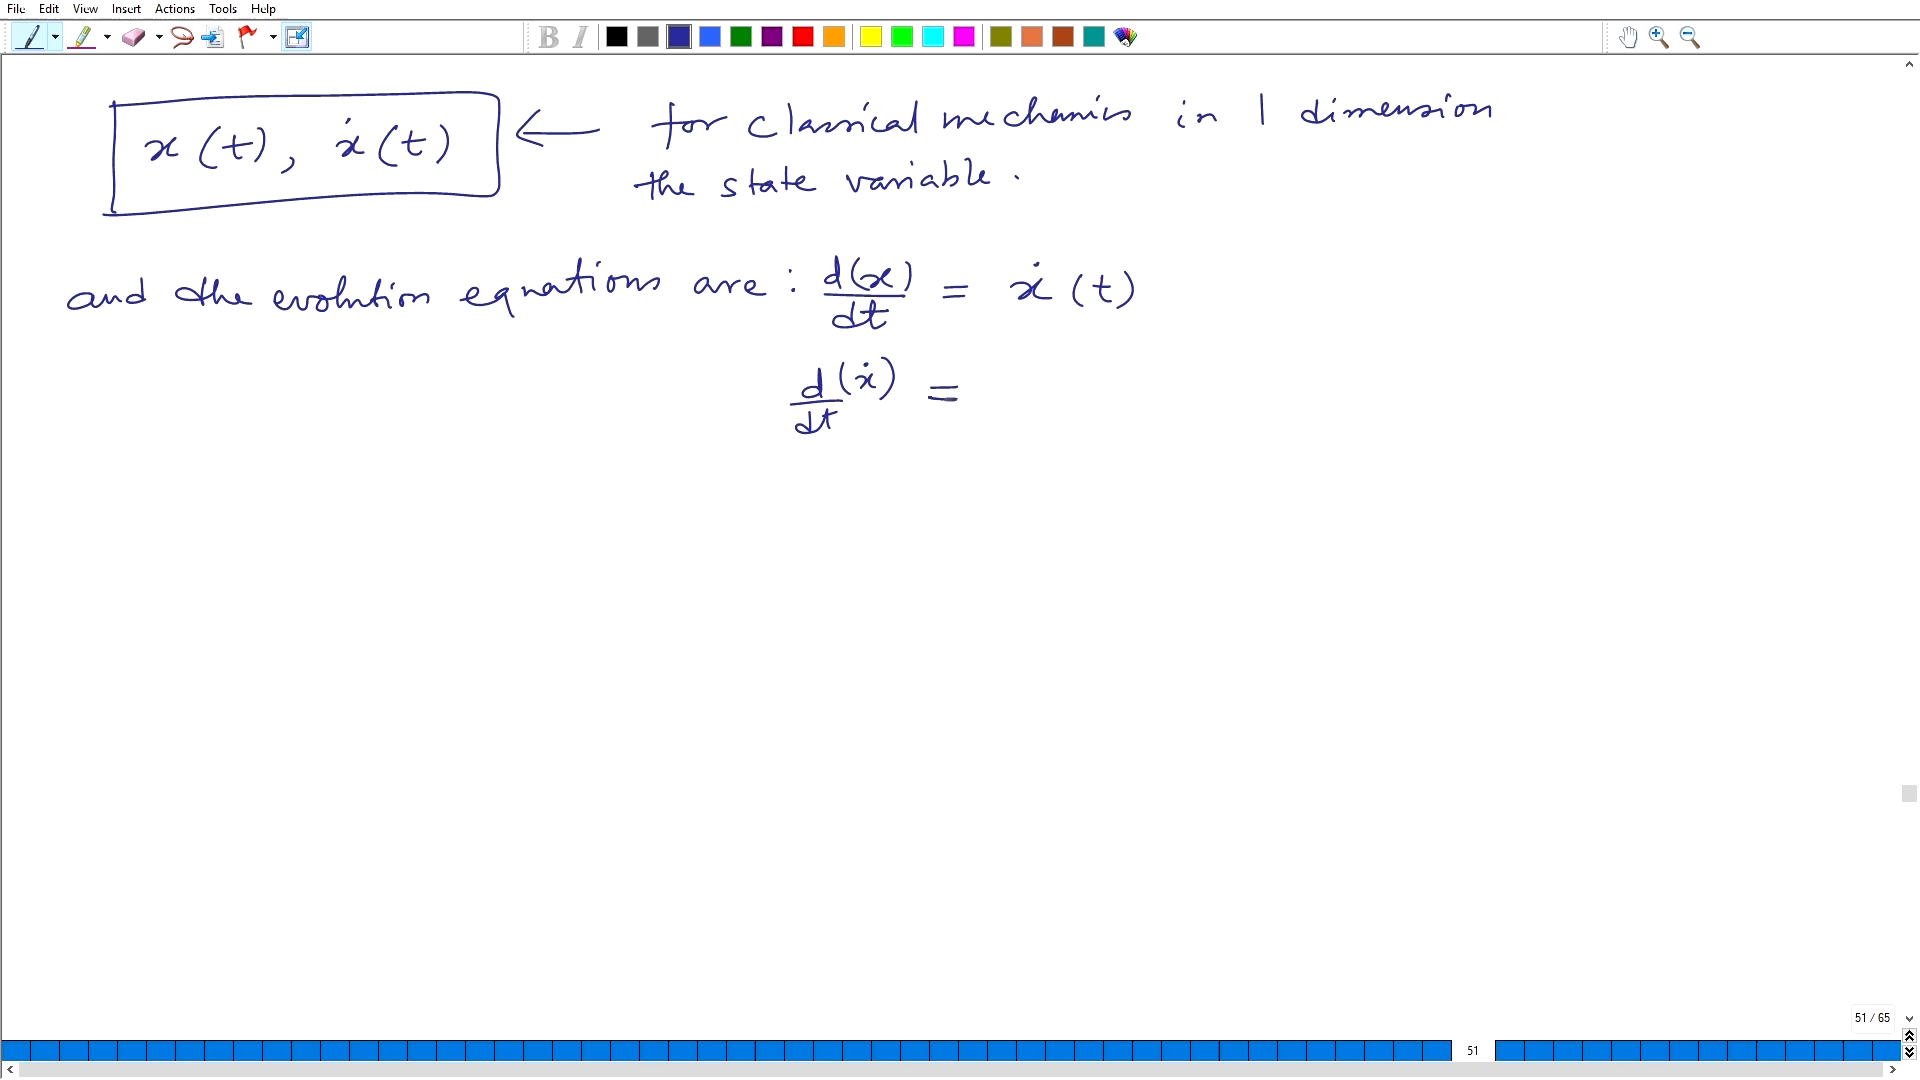 File Edit View Insert Actions Tools Help
B I
x(t), ẋ(t) ← for classical mechanics in 1 dimension
the state variable.
and the evolution equations are: d(x)/dt = ẋ(t)
d/dt (ẋ) =
51 / 65
51